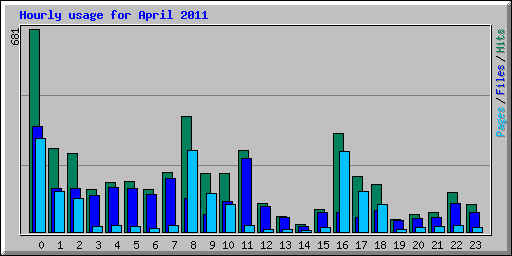 Hourly usage for April 2011
681
Pages/Files/Hits
0 1 2 3 4 5 6 7 8 9 10 11 12 13 14 15 16 17 18 19 20 21 22 23